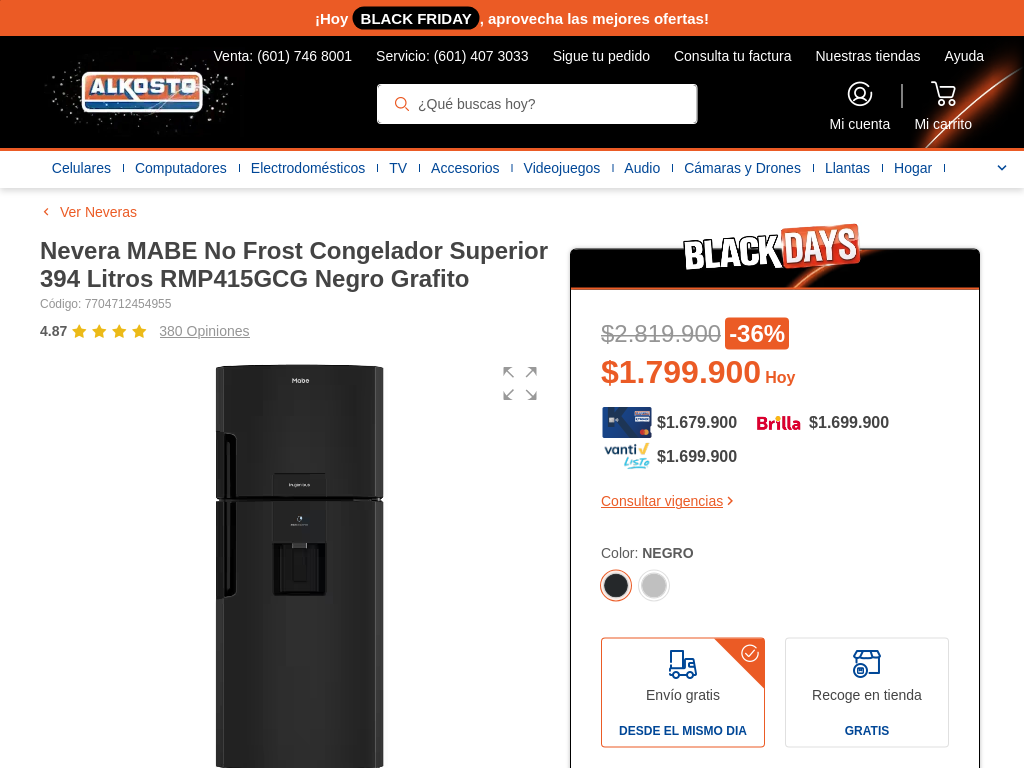 ¡Hoy BLACK FRIDAY, aprovecha las mejores ofertas!
Venta: (601) 746 8001
Servicio: (601) 407 3033
Sigue tu pedido
Consulta tu factura
Nuestras tiendas
Ayuda
ALKOSTO
¿Qué buscas hoy?
Mi cuenta
Mi carrito
Celulares
Computadores
Electrodomésticos
TV
Accesorios
Videojuegos
Audio
Cámaras y Drones
Llantas
Hogar
Ver Neveras
Nevera MABE No Frost Congelador Superior
394 Litros RMP415GCG Negro Grafito
Código: 7704712454955
4.87
380 Opiniones
Mabe
BLACK DAYS
$2.819.900 -36%
$1.799.900 Hoy
$1.679.900
Brilla $1.699.900
vanti Listo $1.699.900
Consultar vigencias
Color: NEGRO
Envío gratis
DESDE EL MISMO DIA
Recoge en tienda
GRATIS